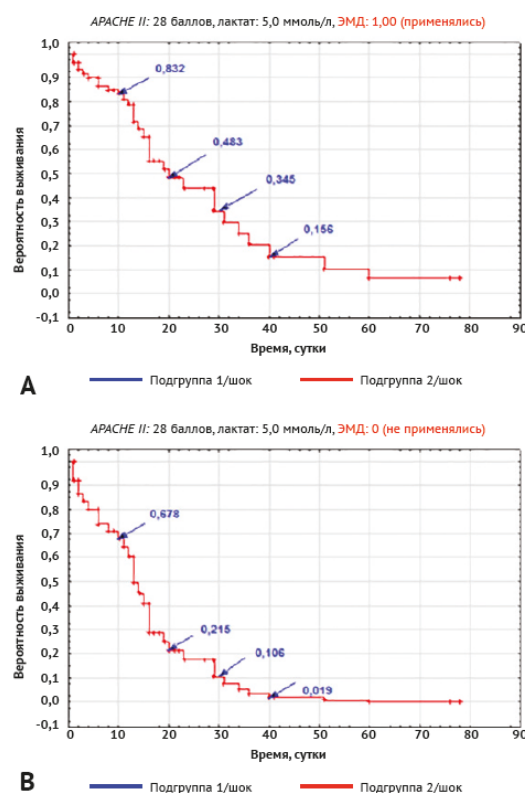 APACHE II: 28 баллов, лактат: 5,0 ммоль/л, ЭМД: 1,00 (применялись)
Вероятность выживания
1,0
0,9
0,8
0,7
0,6
0,5
0,4
0,3
0,2
0,1
0,0
-0,1
0,832
0,483
0,345
0,156
0 10 20 30 40 50 60 70 80 90
Время, сутки
A
Подгруппа 1/шок Подгруппа 2/шок
APACHE II: 28 баллов, лактат: 5,0 ммоль/л, ЭМД: 0 (не применялись)
Вероятность выживания
1,0
0,9
0,8
0,7
0,6
0,5
0,4
0,3
0,2
0,1
0,0
-0,1
0,678
0,215
0,106
0,019
0 10 20 30 40 50 60 70 80 90
Время, сутки
B
Подгруппа 1/шок Подгруппа 2/шок